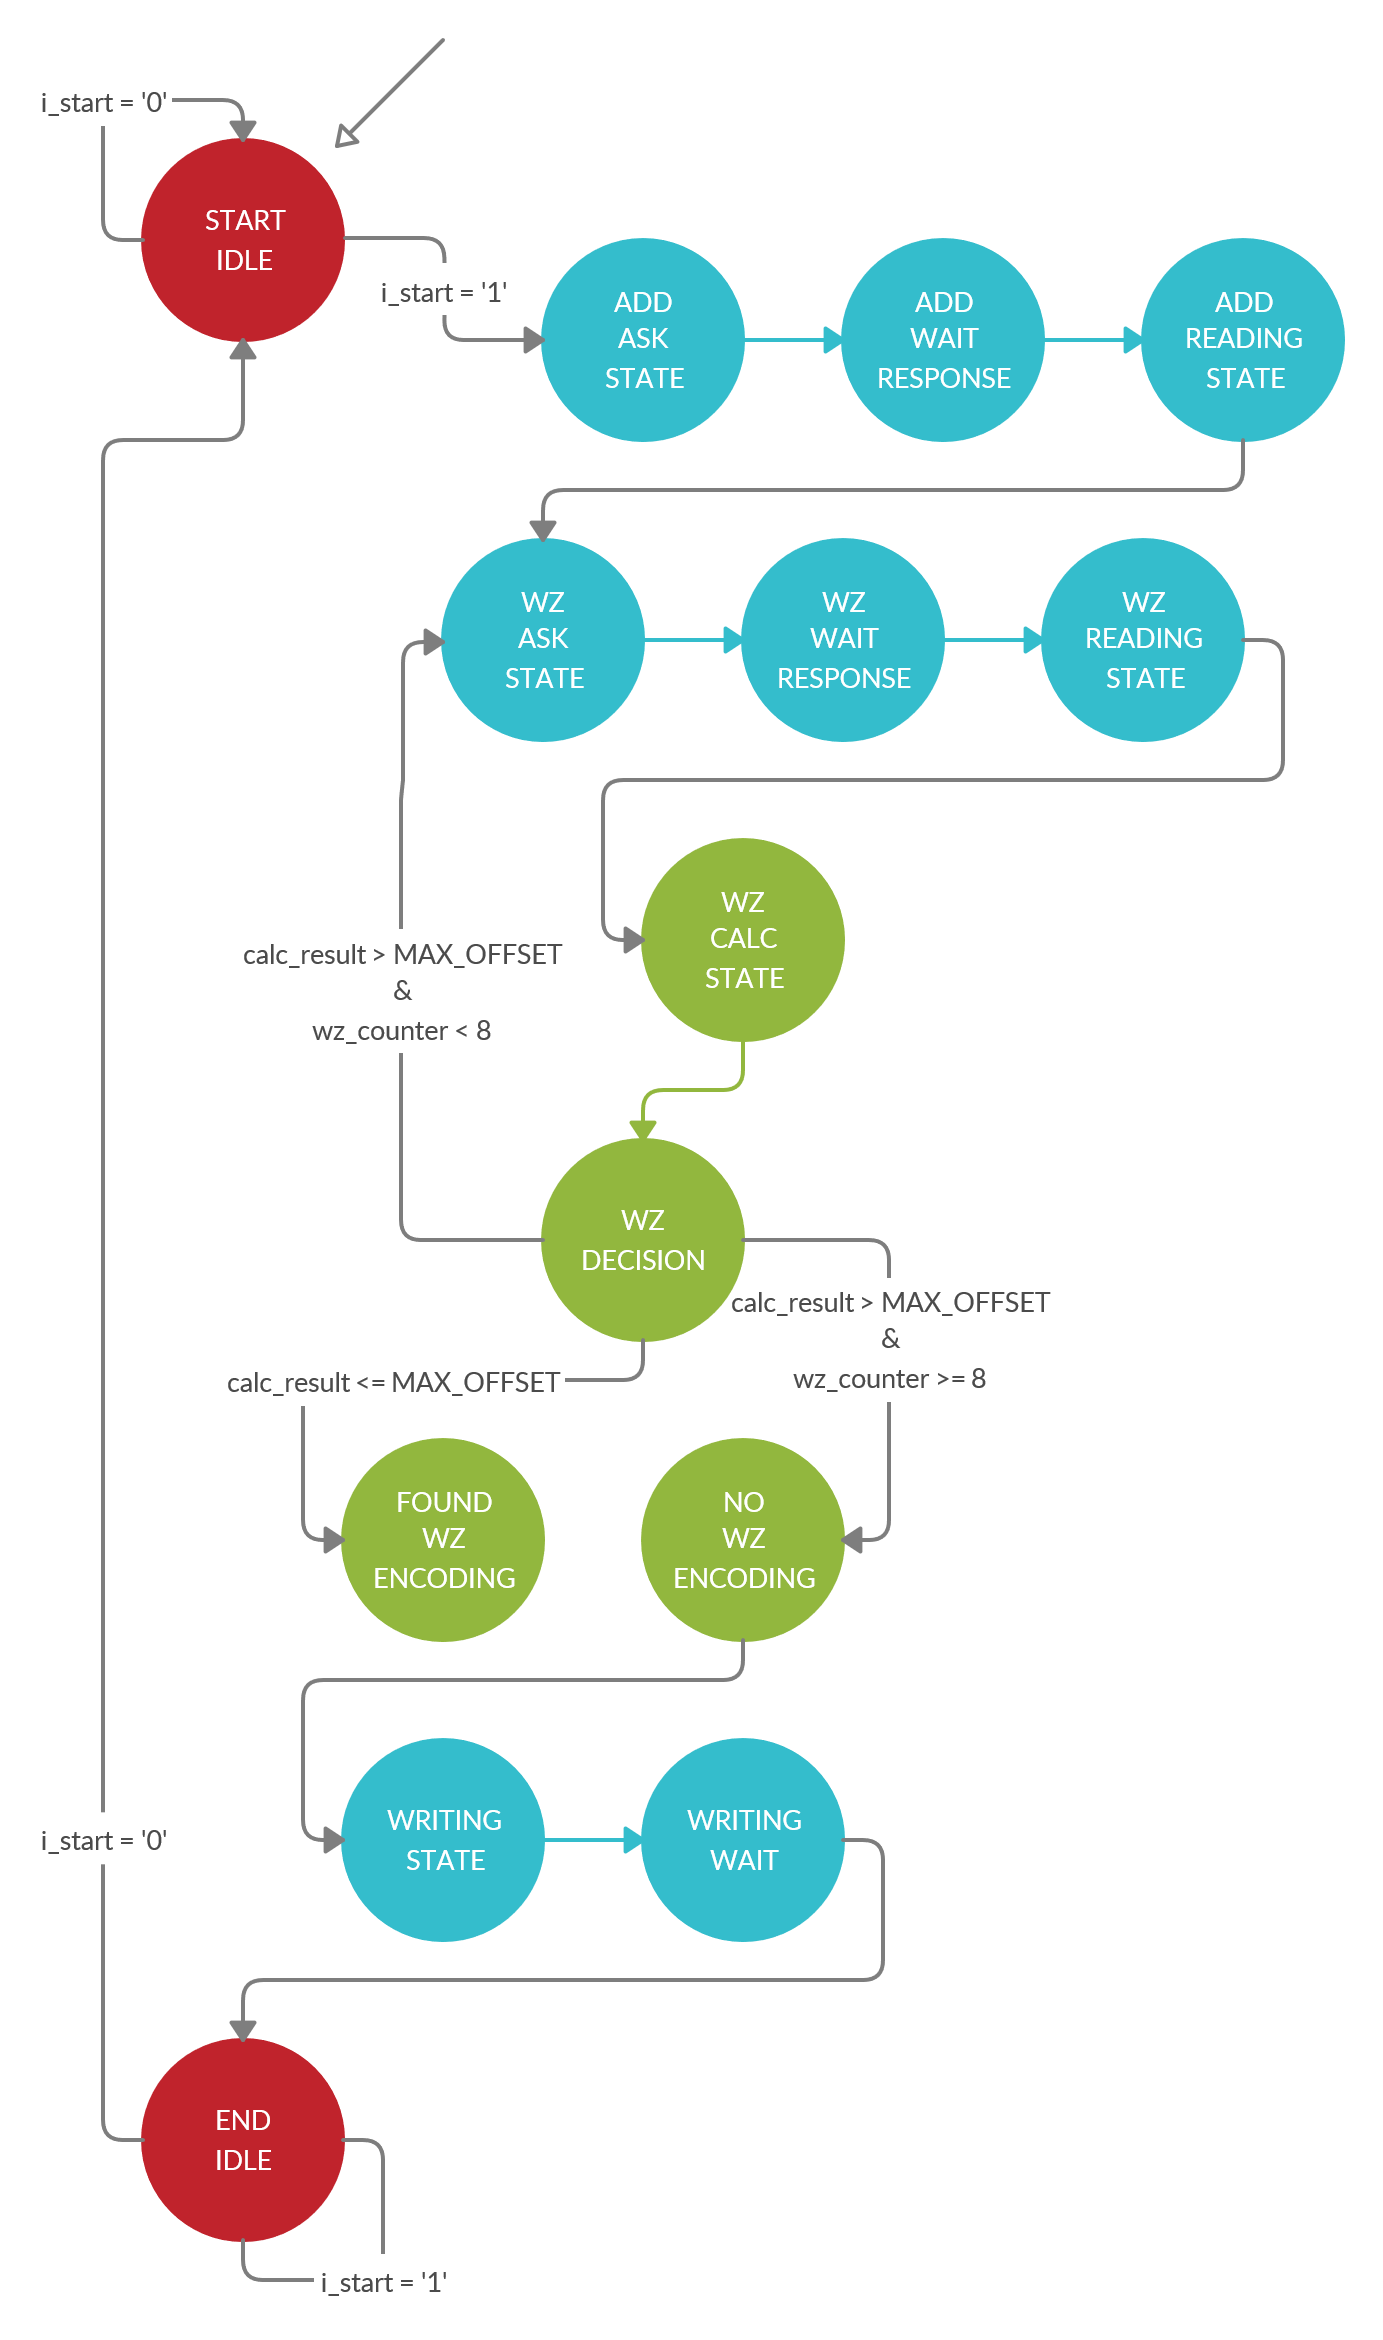 i_start = '0'
START
IDLE
i_start = '1'
ADD
ASK
STATE
ADD
WAIT
RESPONSE
ADD
READING
STATE
WZ
ASK
STATE
WZ
WAIT
RESPONSE
WZ
READING
STATE
WZ
CALC
STATE
calc_result > MAX_OFFSET
&
wz_counter < 8
WZ
DECISION
calc_result > MAX_OFFSET
&
wz_counter >= 8
calc_result <= MAX_OFFSET
FOUND
WZ
ENCODING
NO
WZ
ENCODING
WRITING
STATE
WRITING
WAIT
i_start = '0'
END
IDLE
i_start = '1'